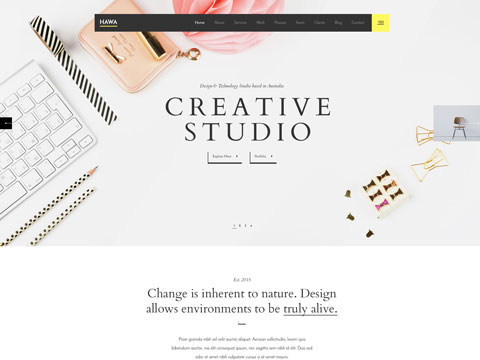 HAWA
Home About Services Work Process Team Clients Blog Contact
Design & Technology Studio based in Australia
CREATIVE
STUDIO
Explore More
Portfolio
1 2 3 4
Est 2018
Change is inherent to nature. Design
allows environments to be truly alive.
Proin gravida nibh vel velit auctor aliquet. Aenean sollicitudin, lorem quis
bibendum auctor, nisi elit consequat ipsum, nec sagittis sem nibh id elit. Duis sed
odio sit amet nibh vulputate cursus a sit amet mauris.